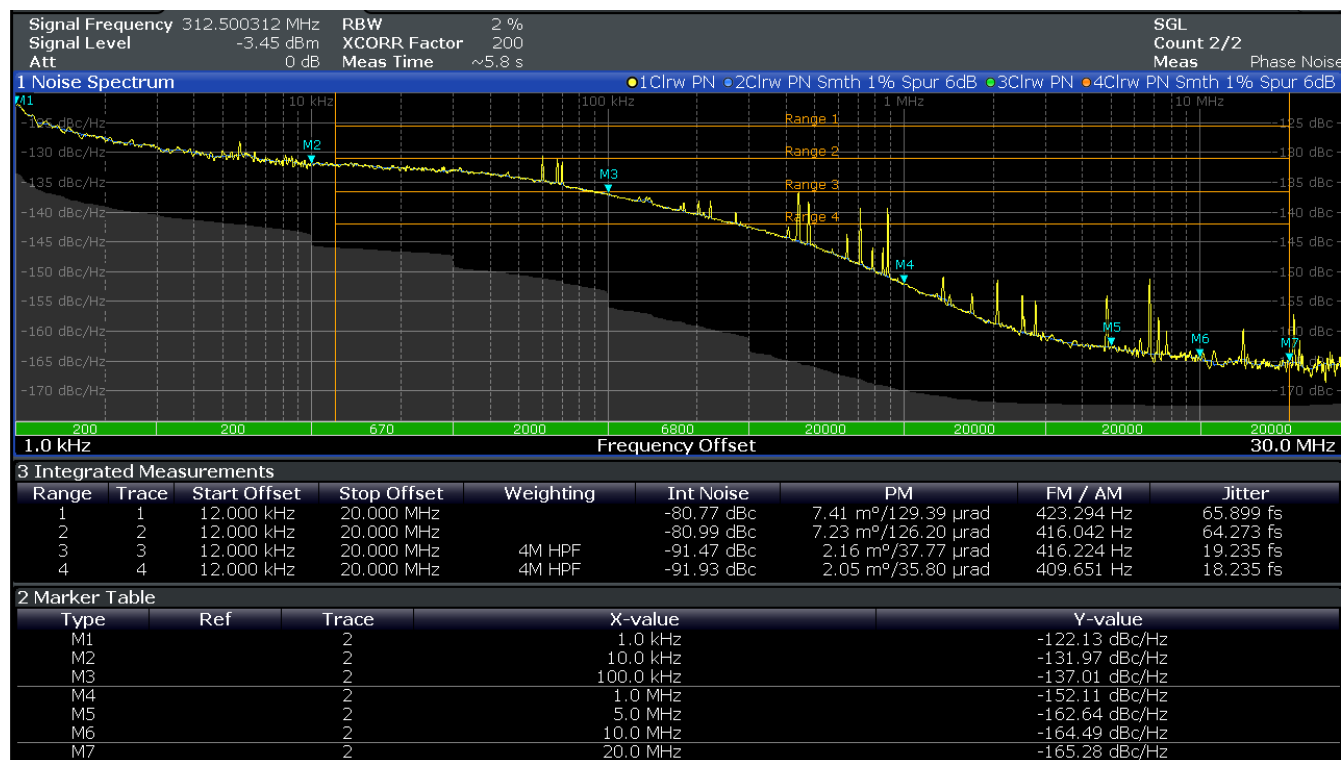 Signal Frequency 312.500312 MHz RBW 2 % SGL
Signal Level -3.45 dBm XCORR Factor 200 Count 2/2
Att 0 dB Meas Time ~5.8 s Meas Phase Noise
1 Noise Spectrum 1Clrw PN 2Clrw PN Smth 1% Spur 6dB 3Clrw PN 4Clrw PN Smth 1% Spur 6dB
M1 10 kHz 100 kHz 1 MHz 10 MHz
-125 dBc/Hz Range 1 -125 dBc
M2
-130 dBc/Hz Range 2 -130 dBc
M3
-135 dBc/Hz Range 3 -135 dBc
-140 dBc/Hz Range 4 -140 dBc
-145 dBc/Hz -145 dBc
M4
-150 dBc/Hz -150 dBc
-155 dBc/Hz -155 dBc
M5
-160 dBc/Hz M6 M7 -160 dBc
-165 dBc/Hz
-170 dBc/Hz -170 dBc
200 200 670 2000 6800 20000 20000 20000 20000
1.0 kHz Frequency Offset 30.0 MHz
3 Integrated Measurements
Range Trace Start Offset Stop Offset Weighting Int Noise PM FM / AM Jitter
1 1 12.000 kHz 20.000 MHz -80.77 dBc 7.41 m°/129.39 µrad 423.294 Hz 65.899 fs
2 2 12.000 kHz 20.000 MHz -80.99 dBc 7.23 m°/126.20 µrad 416.042 Hz 64.273 fs
3 3 12.000 kHz 20.000 MHz 4M HPF -91.47 dBc 2.16 m°/37.77 µrad 416.224 Hz 19.235 fs
4 4 12.000 kHz 20.000 MHz 4M HPF -91.93 dBc 2.05 m°/35.80 µrad 409.651 Hz 18.235 fs
2 Marker Table
Type Ref Trace X-value Y-value
M1 2 1.0 kHz -122.13 dBc/Hz
M2 2 10.0 kHz -131.97 dBc/Hz
M3 2 100.0 kHz -137.01 dBc/Hz
M4 2 1.0 MHz -152.11 dBc/Hz
M5 2 5.0 MHz -162.64 dBc/Hz
M6 2 10.0 MHz -164.49 dBc/Hz
M7 2 20.0 MHz -165.28 dBc/Hz